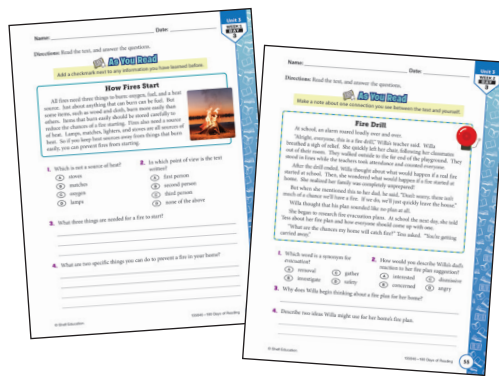 Name: Date:
Unit 3
WEEK 1
DAY
3
Directions: Read the text, and answer the questions.
As You Read
Add a checkmark next to any information you have learned before.
How Fires Start
All fires need three things to burn: oxygen, fuel, and a heat
source. Just about anything that can burn can be fuel. But
some items, such as wood and cloth, burn more easily than
others. Items that burn easily should be stored carefully to
reduce the chances of a fire starting. Fires also need a source
of heat. Lamps, matches, lighters, and stoves are all sources of
heat. So if you keep heat sources away from things that burn
easily, you can prevent fires from starting.
1. Which is not a source of heat?
A stoves
B matches
C oxygen
D lamps
2. In which point of view is the text
written?
A first person
B second person
C third person
D none of the above
3. What three things are needed for a fire to start?
4. What are two specific things you can do to prevent a fire in your home?
© Shell Education
180 Days of Reading
Name: Date:
Unit 3
WEEK
DAY
3
Directions: Read the text, and answer the questions.
As You Read
Make a note about one connection you see between the text and yourself.
Fire Drill
At school, an alarm toned loudly over and over.
teacher said.
breathed a sigh of relief. She quickly left her chair, following her classmates
out of their room. They walked outside to the far end of the playground. They
stood in lines while the teachers took attendance and counted everyone.
After the drill ended, Willa thought about what would happen if a real fire
started at school. Then, she wondered what would happen if a fire started at
home. She realized her family was completely unprepared!
But when she mentioned this to her dad, he said, "Don't worry, there isn't
much of a chance we'll have a fire. If we do, we'll just quickly leave the house."
Willa thought that his plan sounded like no plan at all.
She began to research fire evacuation plans. At school the next day, she told
Tess about her fire plan and how everyone should come up with one.
"What are the chances my home will catch fire?" Tess asked. "You're getting
carried away."
1. Which word is a synonym for
evacuation?
A removal
B investigate
C gather
D safety
2. How would you describe Willa's dad's
reaction to her fire plan suggestion?
A interested
B concerned
C dismissive
D angry
3. Why does Willa begin thinking about a fire plan for her home?
4. Describe two ideas Willa might use for her home's fire plan.
© Shell Education
180 Days of Reading
55